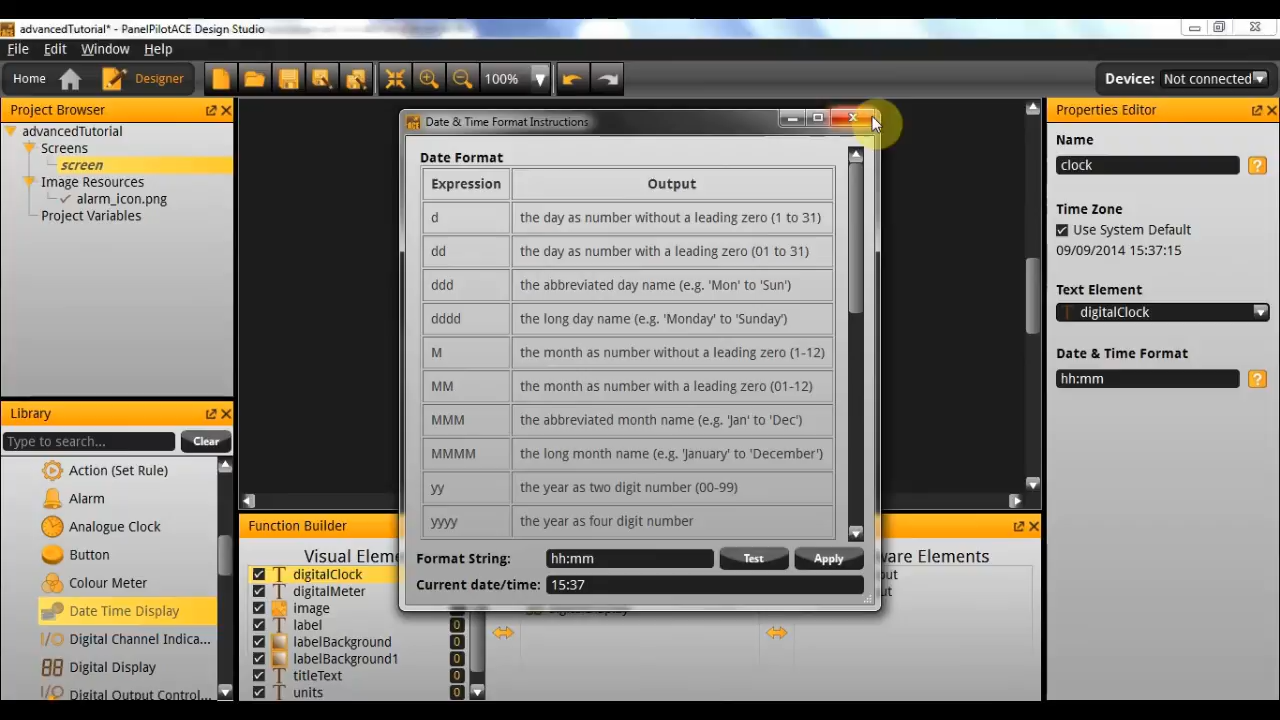 advancedTutorial* - PanelPilotACE Design Studio
File Edit Window Help
Home Designer 100% Device: Not connected
Project Browser
advancedTutorial
Screens
screen
Image Resources
alarm_icon.png
Project Variables
Library
Type to search... Clear
Action (Set Rule)
Alarm
Analogue Clock
Button
Colour Meter
Date Time Display
Digital Channel Indica...
Digital Display
Digital Output Control...
Date & Time Format Instructions
Date Format
Expression Output
d the day as number without a leading zero (1 to 31)
dd the day as number with a leading zero (01 to 31)
ddd the abbreviated day name (e.g. 'Mon' to 'Sun')
dddd the long day name (e.g. 'Monday' to 'Sunday')
M the month as number without a leading zero (1-12)
MM the month as number with a leading zero (01-12)
MMM the abbreviated month name (e.g. 'Jan' to 'Dec')
MMMM the long month name (e.g. 'January' to 'December')
yy the year as two digit number (00-99)
yyyy the year as four digit number
Format String: hh:mm Test Apply
Current date/time: 15:37
Function Builder
Visual Elem
digitalClock
digitalMeter
image
label 0
labelBackground 0
labelBackground1 0
titleText 0
units 0
ware Elements
Properties Editor
Name
clock ?
Time Zone
Use System Default
09/09/2014 15:37:15
Text Element
digitalClock
Date & Time Format
hh:mm ?